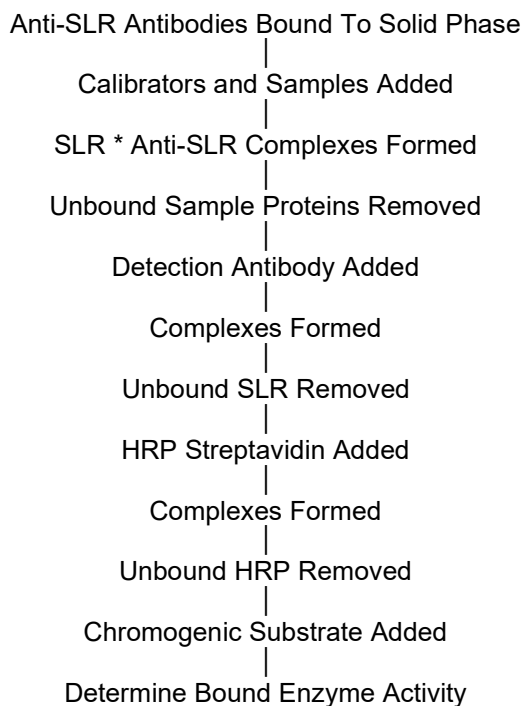 Anti-SLR Antibodies Bound To Solid Phase
Calibrators and Samples Added
SLR * Anti-SLR Complexes Formed
Unbound Sample Proteins Removed
Detection Antibody Added
Complexes Formed
Unbound SLR Removed
HRP Streptavidin Added
Complexes Formed
Unbound HRP Removed
Chromogenic Substrate Added
Determine Bound Enzyme Activity